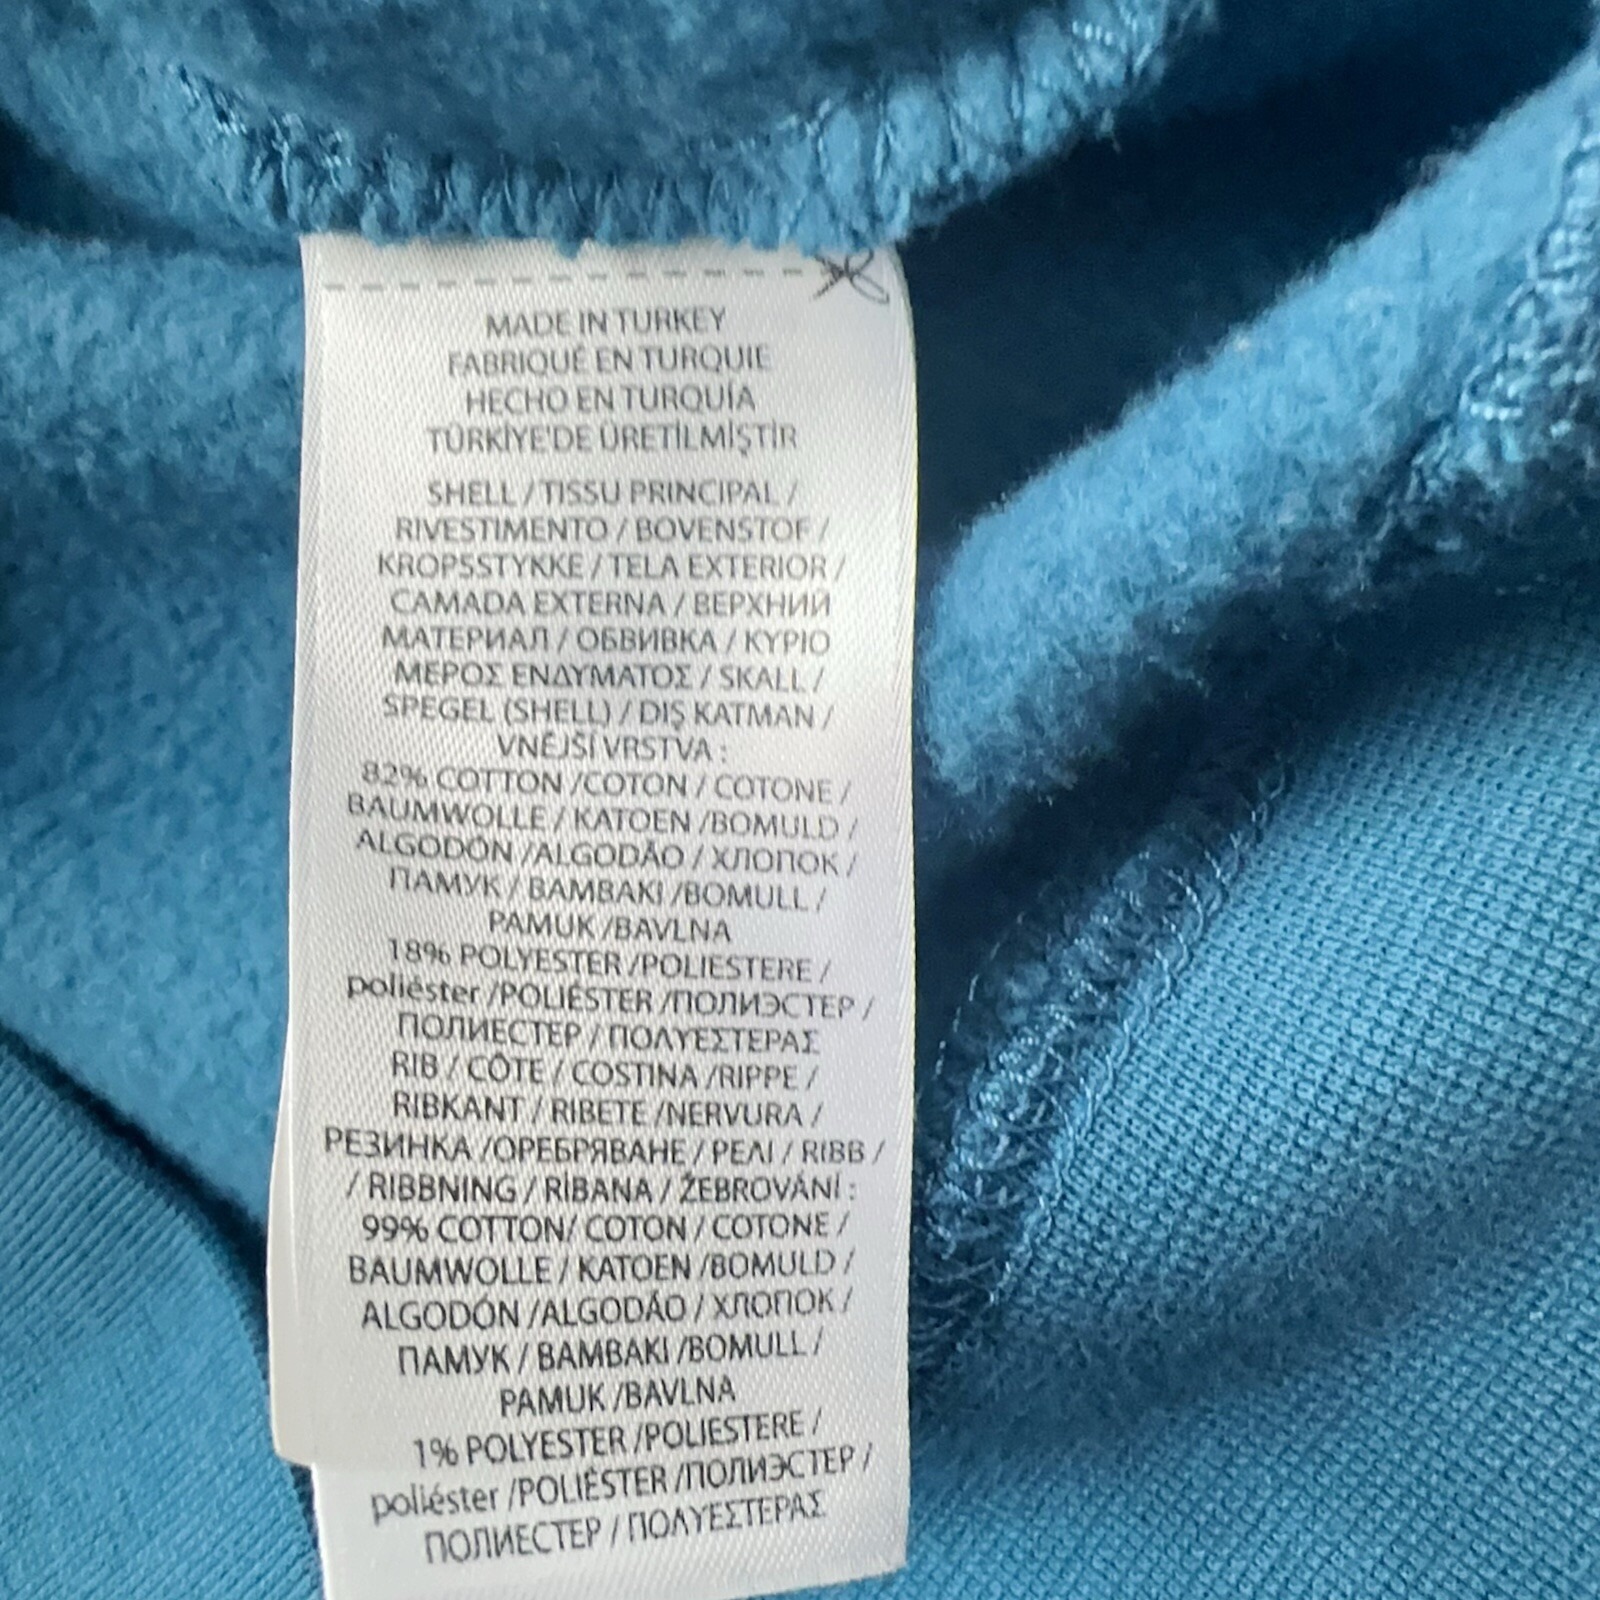 MADE IN TURKEY
FABRIQUÉ EN TURQUIE
HECHO EN TURQUÍA
TÜRKİYE'DE ÜRETİLMİŞTİR
SHELL / TISSU PRINCIPAL /
RIVESTIMENTO / BOVENSTOF /
KROPSSTYKKE / TELA EXTERIOR /
CAMADA EXTERNA / ВЕРХНИЙ
МАТЕРИАЛ / ОБВИВКА / ΚΥΡΙΟ
ΜΕΡΟΣ ΕΝΔΥΜΑΤΟΣ / SKALL /
SPEGEL (SHELL) / DIŞ KATMAN /
VNĚJŠÍ VRSTVA :
82% COTTON /COTON / COTONE /
BAUMWOLLE / KATOEN /BOMULD /
ALGODÓN /ALGODÃO / ХЛОПОК /
ПАМУК / BAMBAKI /BOMULL /
PAMUK /BAVLNA
18% POLYESTER /POLIESTERE /
poliéster /POLIÉSTER /ПОЛИЭСТЕР /
ПОЛИЕСТЕР / ΠΟΛΥΕΣΤΕΡΑΣ
RIB / CÔTE / COSTINA /RIPPE /
RIBKANT / RIBETE /NERVURA /
РЕЗИНКА /ОРЕБРЯВАНЕ / ΡΕΛΙ / RIBB /
/ RIBBNING / RİBANA / ŽEBROVÁNÍ :
99% COTTON/ COTON / COTONE /
BAUMWOLLE / KATOEN /BOMULD /
ALGODÓN /ALGODÃO / ХЛОПОК /
ПАМУК / BAMBAKI /BOMULL /
PAMUK /BAVLNA
1% POLYESTER /POLIESTERE /
poliéster /POLIÉSTER /ПОЛИЭСТЕР /
ПОЛИЕСТЕР / ΠΟΛΥΕΣΤΕΡΑΣ